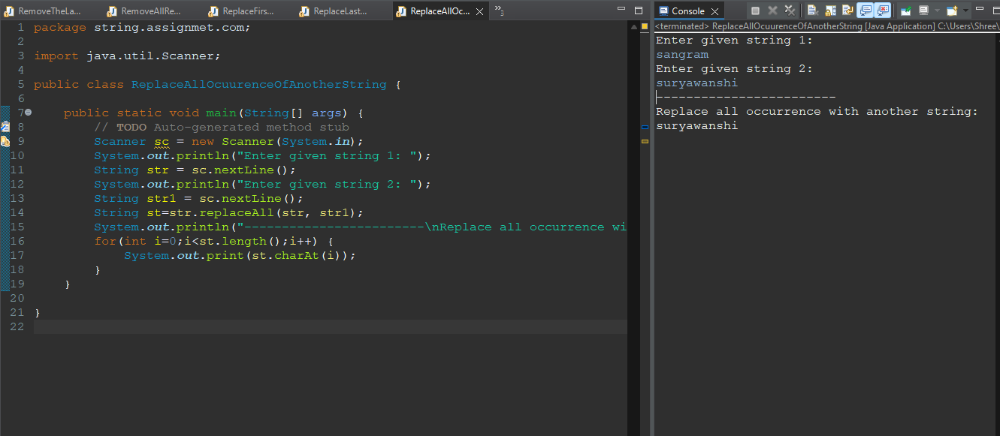 RemoveTheLa...
RemoveAllRe...
ReplaceFirs...
ReplaceLast...
ReplaceAllOc...
»3
1 package string.assignmet.com;
2
3 import java.util.Scanner;
4
5 public class ReplaceAllOcuurenceOfAnotherString {
6
7 public static void main(String[] args) {
8 // TODO Auto-generated method stub
9 Scanner sc = new Scanner(System.in);
10 System.out.println("Enter given string 1: ");
11 String str = sc.nextLine();
12 System.out.println("Enter given string 2: ");
13 String str1 = sc.nextLine();
14 String st=str.replaceAll(str, str1);
15 System.out.println("------------------------\nReplace all occurrence wi
16 for(int i=0;i<st.length();i++) {
17 System.out.print(st.charAt(i));
18 }
19 }
20
21 }
22
Console
<terminated> ReplaceAllOcuurenceOfAnotherString [Java Application] C:\Users\Shree\
Enter given string 1:
sangram
Enter given string 2:
suryawanshi
------------------------
Replace all occurrence with another string:
suryawanshi